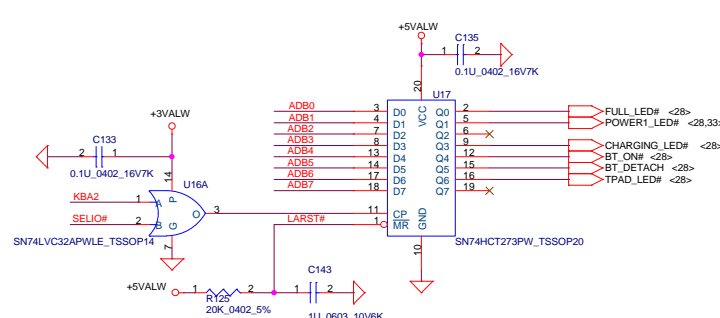 +5VALW
C135
1 2
0.1U_0402_16V7K
20
U17
+3VALW
ADB0 3 D0 VCC Q0 2 FULL_LED# <28>
ADB1 4 D1 Q1 5 POWER1_LED# <28,33>
ADB2 7 D2 Q2 6
ADB3 8 D3 Q3 9 CHARGING_LED# <28>
ADB4 13 D4 Q4 12 BT_ON# <28>
ADB5 14 D5 Q5 15 BT_DETACH <28>
ADB6 17 D6 Q6 16 TPAD_LED# <28>
ADB7 18 D7 Q7 19
C133
2 1
0.1U_0402_16V7K
14
U16A
KBA2 1 A P
O 3 11 CP
SELIO# 2 B G
LARST# 1 MR GND
SN74LVC32APWLE_TSSOP14
7
10
SN74HCT273PW_TSSOP20
+5VALW 1 2
R125
20K_0402_5%
C143
1 2
1U_0603_10V6K